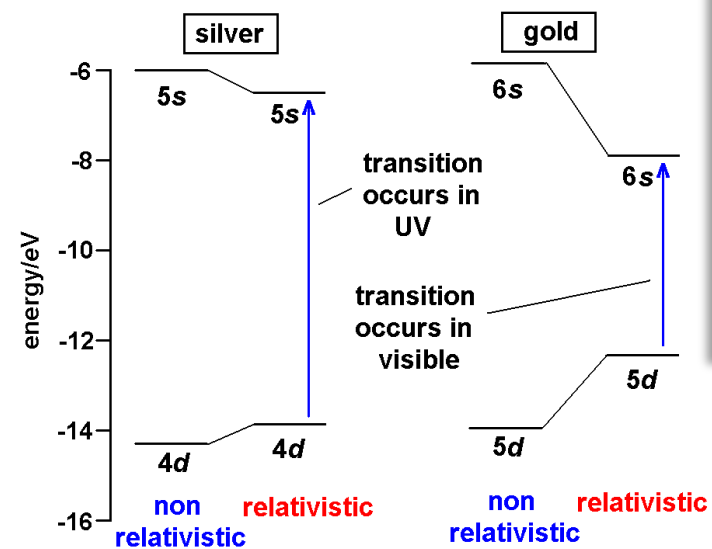 silver
gold
-6
-8
-10
-12
-14
-16
energy/eV
5s
5s
4d
4d
transition
occurs in
UV
6s
6s
transition
occurs in
visible
5d
5d
non
relativistic
relativistic
non
relativistic
relativistic